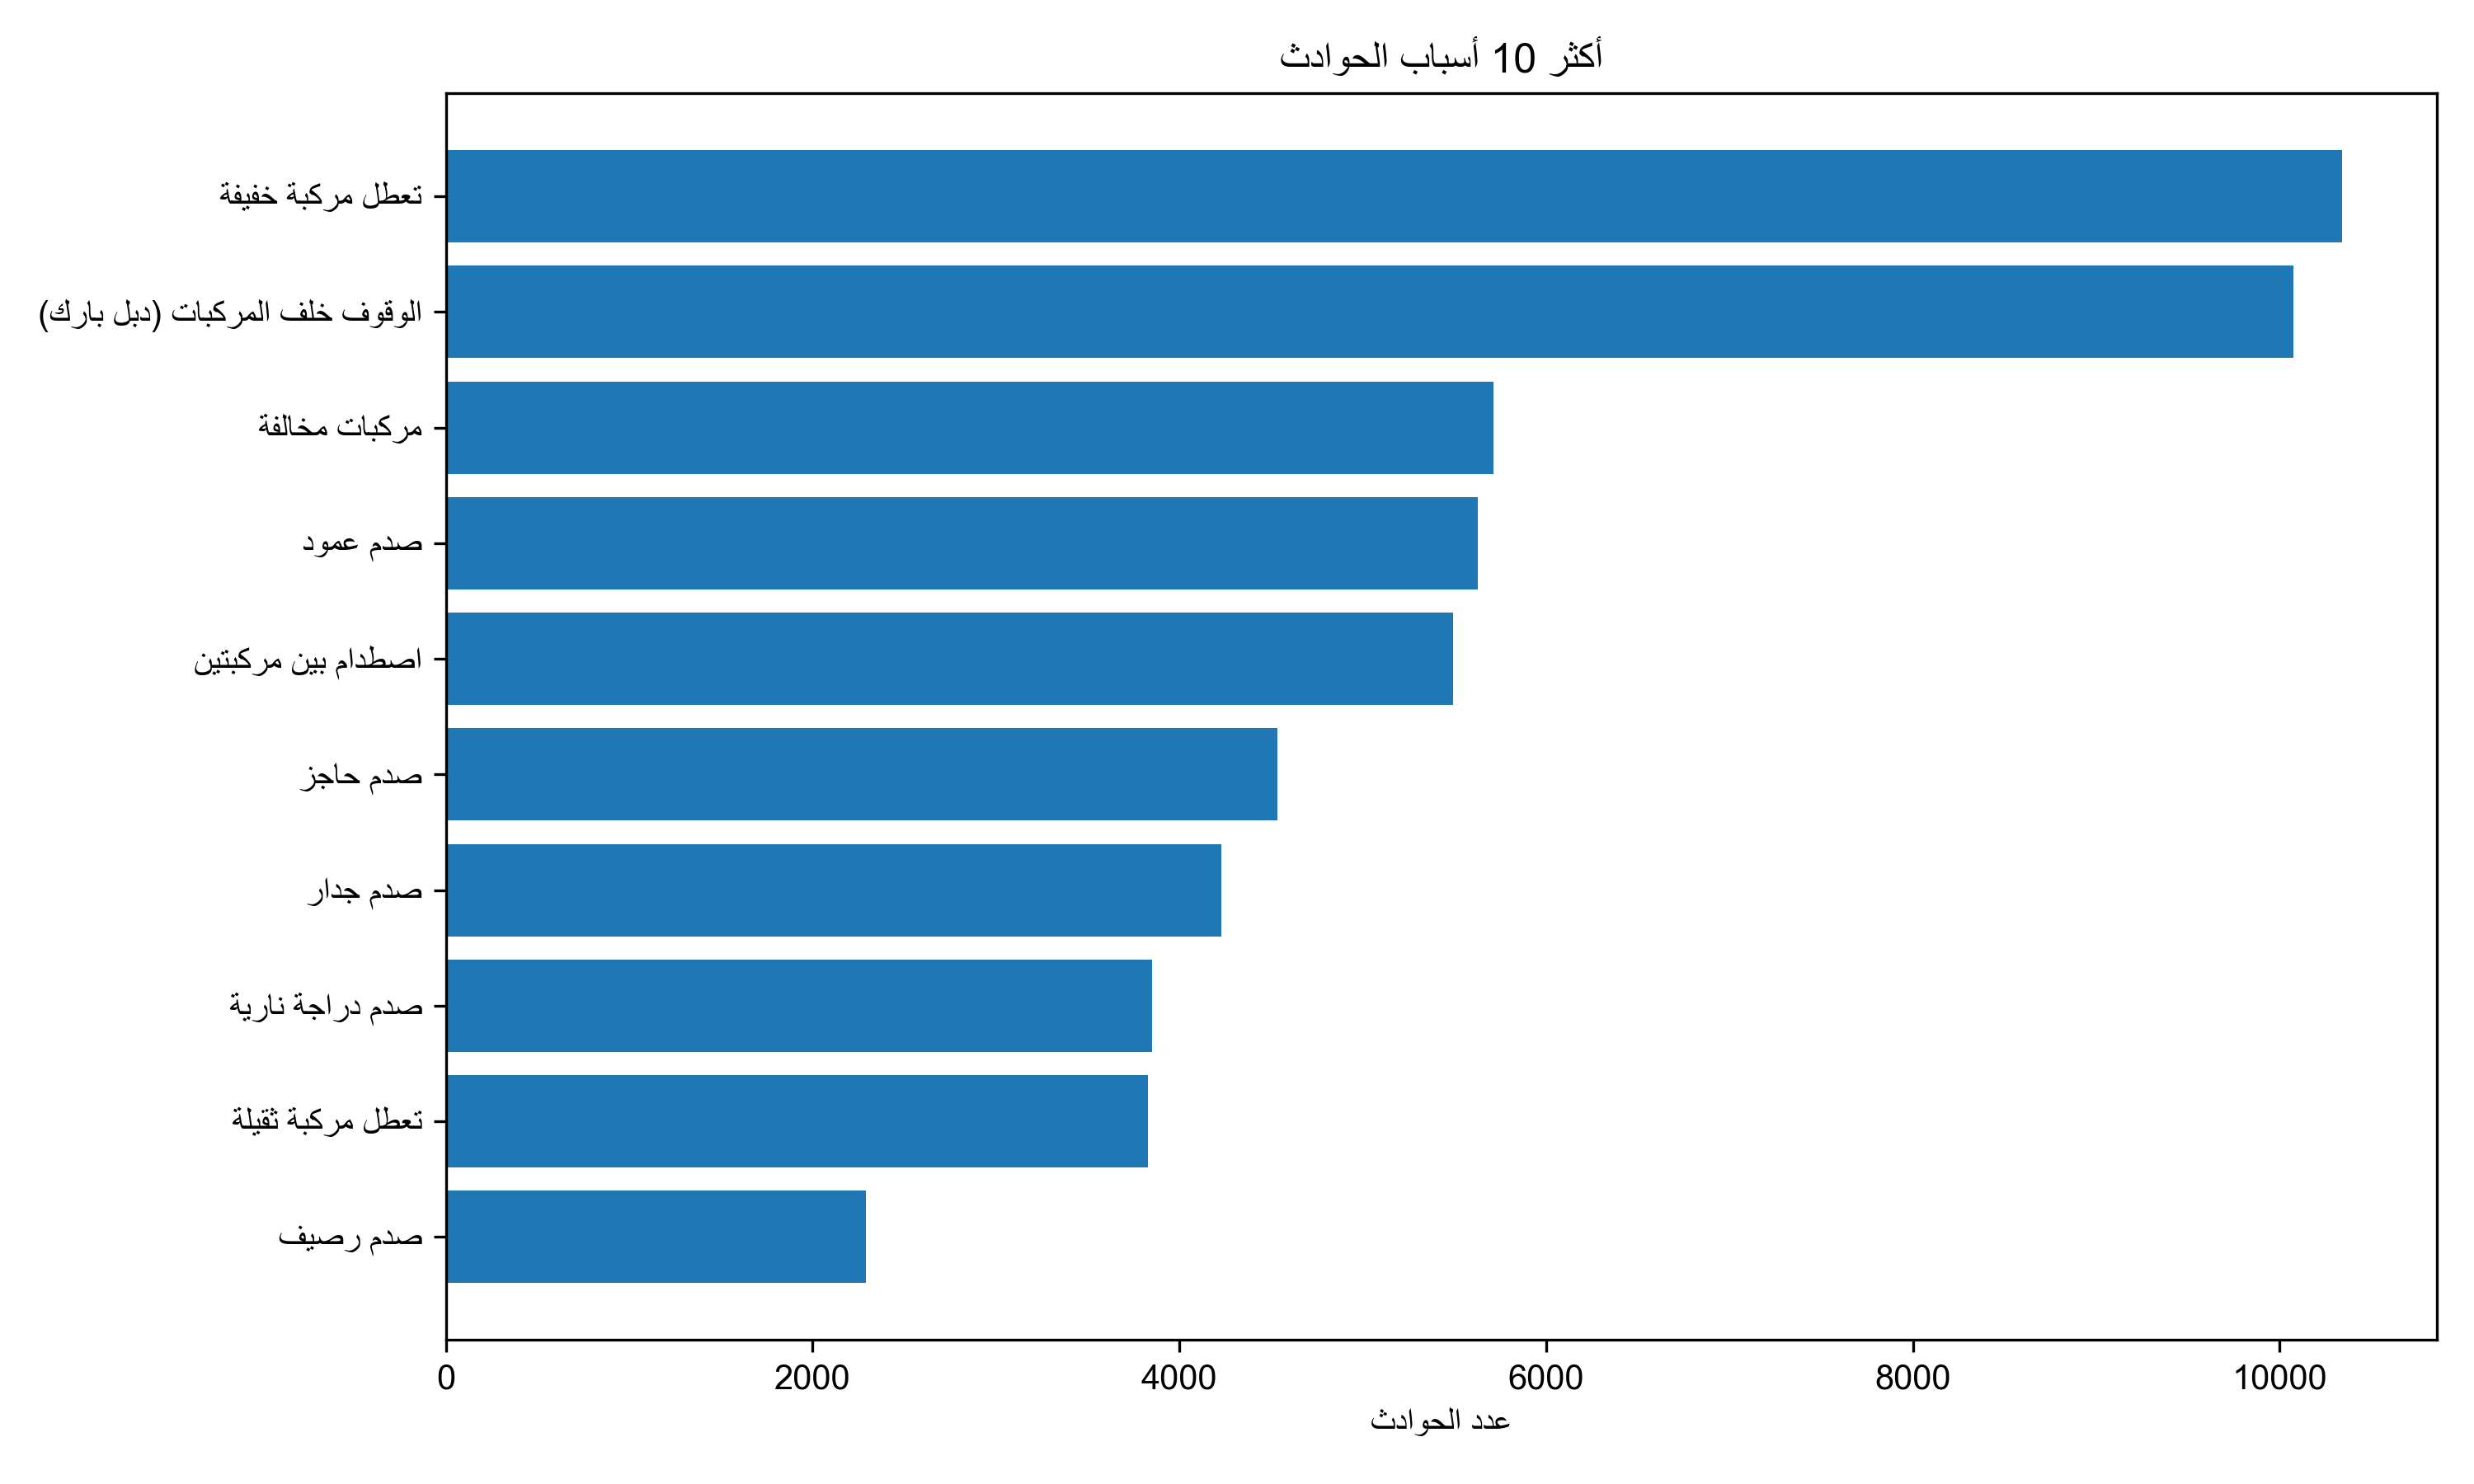 أكثر 10 أسباب الحوادث
تعطل مركبة خفيفة
الوقوف خلف المركبات (دبل بارك)
مركبات مخالفة
صدم عمود
اصطدام بين مركبتين
صدم حاجز
صدم جدار
صدم دراجة نارية
تعطل مركبة ثقيلة
صدم رصيف
0 2000 4000 6000 8000 10000
عدد الحوادث